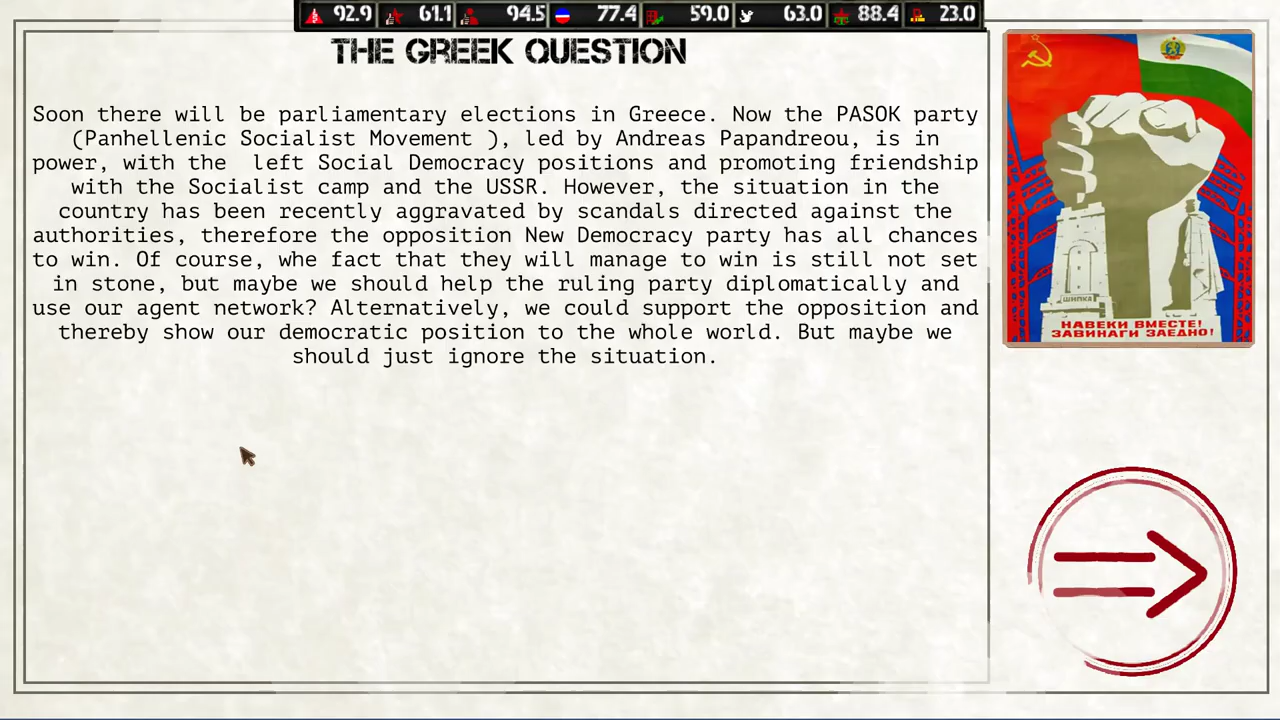 92.9 61.1 94.5 77.4 59.0 63.0 88.4 23.0
THE GREEK QUESTION
Soon there will be parliamentary elections in Greece. Now the PASOK party
(Panhellenic Socialist Movement ), led by Andreas Papandreou, is in
power, with the left Social Democracy positions and promoting friendship
with the Socialist camp and the USSR. However, the situation in the
country has been recently aggravated by scandals directed against the
authorities, therefore the opposition New Democracy party has all chances
to win. Of course, whe fact that they will manage to win is still not set
in stone, but maybe we should help the ruling party diplomatically and
use our agent network? Alternatively, we could support the opposition and
thereby show our democratic position to the whole world. But maybe we
should just ignore the situation.
ШИПКА
НАВЕКИ ВМЕСТЕ!
ЗАВИНАГИ ЗАЕДНО!